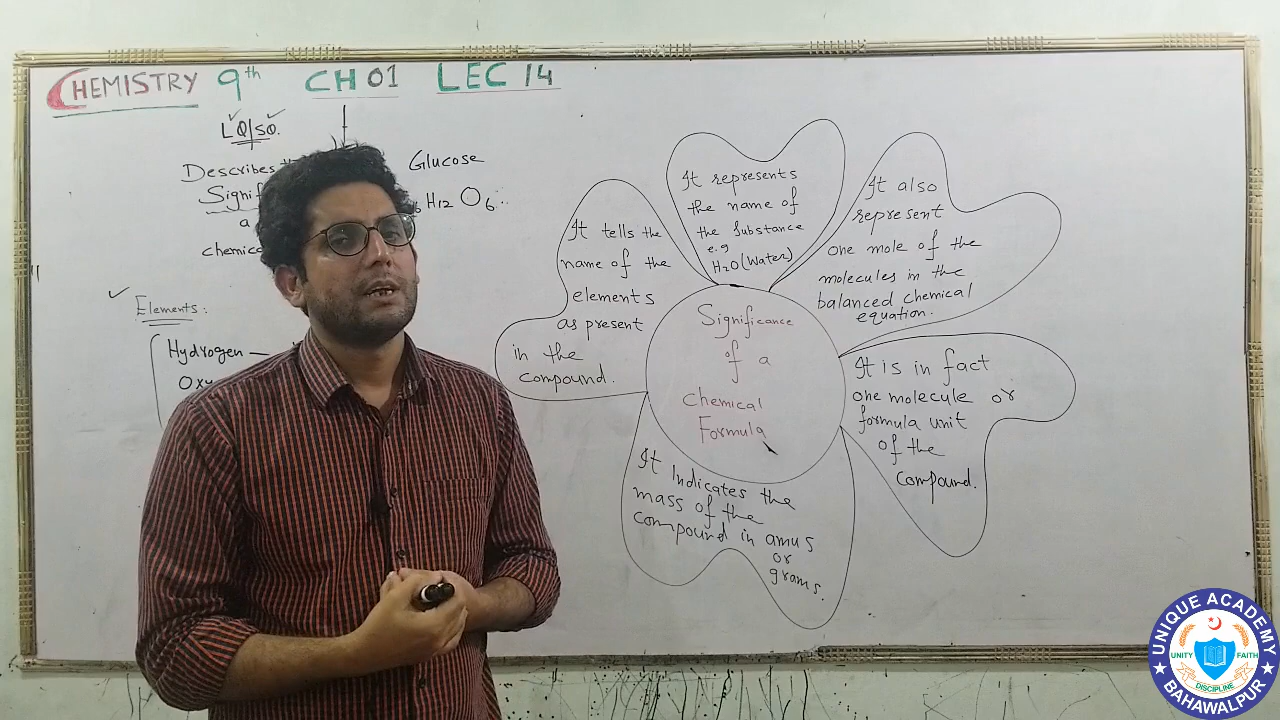 CHEMISTRY 9th CH 01 LEC 14
LQ/SQ.
Describes
a
Glucose
H12 O6
Elements:
Hydrogen —
It tells the
name of the
elements
as present
in the
compound.
It represents
the name of
the substance
e.g
H2O (Water)
It also
represent
one mole of the
molecules in the
balanced chemical
equation.
It is in fact
one molecule or
formula unit
of the
compound.
It indicates the
mass of the
compound in amus
or
grams.
Significance
of a
chemical
Formula
UNIQUE ACADEMY
UNITY FAITH
DISCIPLINE
BAHAWALPUR